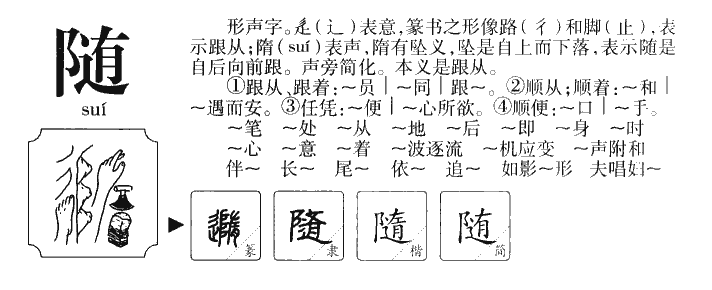 随
suí
形声字。辵(辶)表意,篆书之形像路(彳)和脚(止),表
示跟从;隋(suí)表声,隋有坠义,坠是自上而下落,表示随是
自后向前跟。声旁简化。本义是跟从。
①跟从、跟着:～员｜～同｜跟～。②顺从;顺着:～和｜
～遇而安。③任凭:～便｜～心所欲。④顺便:～口｜～手。
～笔 ～处 ～从 ～地 ～后 ～即 ～身 ～时
～心 ～意 ～着 ～波逐流 ～机应变 ～声附和
伴～ 长～ 尾～ 依～ 追～ 如影～形 夫唱妇～
篆 隨 隶 隨 楷 随 简